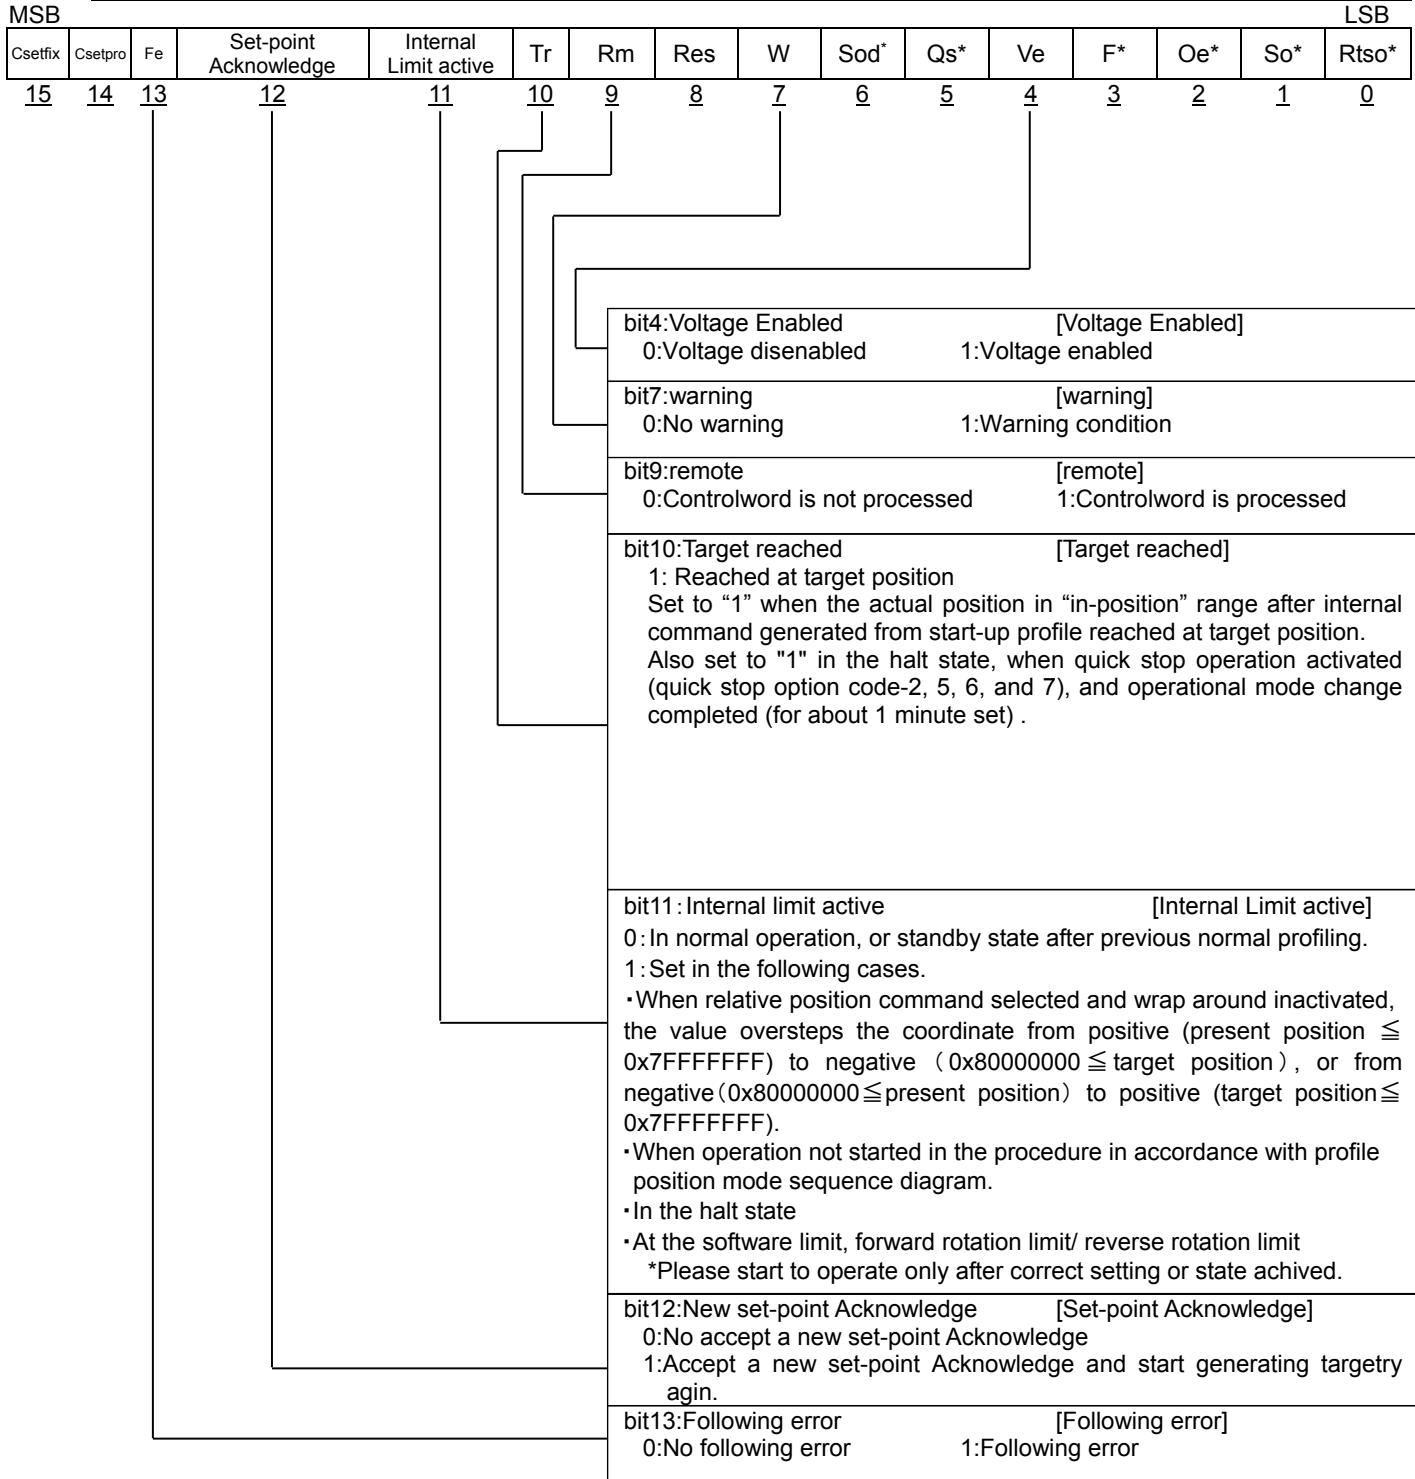 MSB LSB
Csetfix Csetpro Fe Set-point Acknowledge Internal Limit active Tr Rm Res W Sod* Qs* Ve F* Oe* So* Rtso*
15 14 13 12 11 10 9 8 7 6 5 4 3 2 1 0
bit4:Voltage Enabled [Voltage Enabled]
0:Voltage disenabled 1:Voltage enabled
bit7:warning [warning]
0:No warning 1:Warning condition
bit9:remote [remote]
0:Controlword is not processed 1:Controlword is processed
bit10:Target reached [Target reached]
1: Reached at target position
Set to “1” when the actual position in “in-position” range after internal
command generated from start-up profile reached at target position.
Also set to "1" in the halt state, when quick stop operation activated
(quick stop option code-2, 5, 6, and 7), and operational mode change
completed (for about 1 minute set) .
bit11:Internal limit active [Internal Limit active]
0:In normal operation, or standby state after previous normal profiling.
1:Set in the following cases.
・When relative position command selected and wrap around inactivated,
the value oversteps the coordinate from positive (present position ≦
0x7FFFFFFF) to negative （0x80000000≦target position）, or from
negative（0x80000000≦present position） to positive (target position≦
0x7FFFFFFF).
・When operation not started in the procedure in accordance with profile
position mode sequence diagram.
・In the halt state
・At the software limit, forward rotation limit/ reverse rotation limit
*Please start to operate only after correct setting or state achived.
bit12:New set-point Acknowledge [Set-point Acknowledge]
0:No accept a new set-point Acknowledge
1:Accept a new set-point Acknowledge and start generating targetry
agin.
bit13:Following error [Following error]
0:No following error 1:Following error